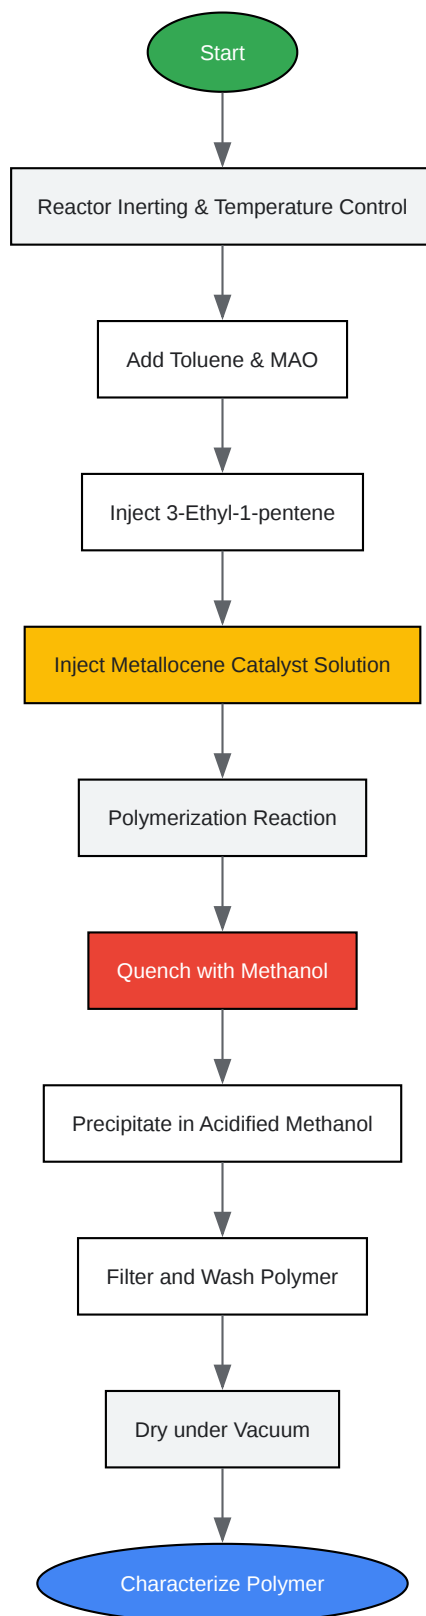 Start
Reactor Inerting & Temperature Control
Add Toluene & MAO
Inject 3-Ethyl-1-pentene
Inject Metallocene Catalyst Solution
Polymerization Reaction
Quench with Methanol
Precipitate in Acidified Methanol
Filter and Wash Polymer
Dry under Vacuum
Characterize Polymer